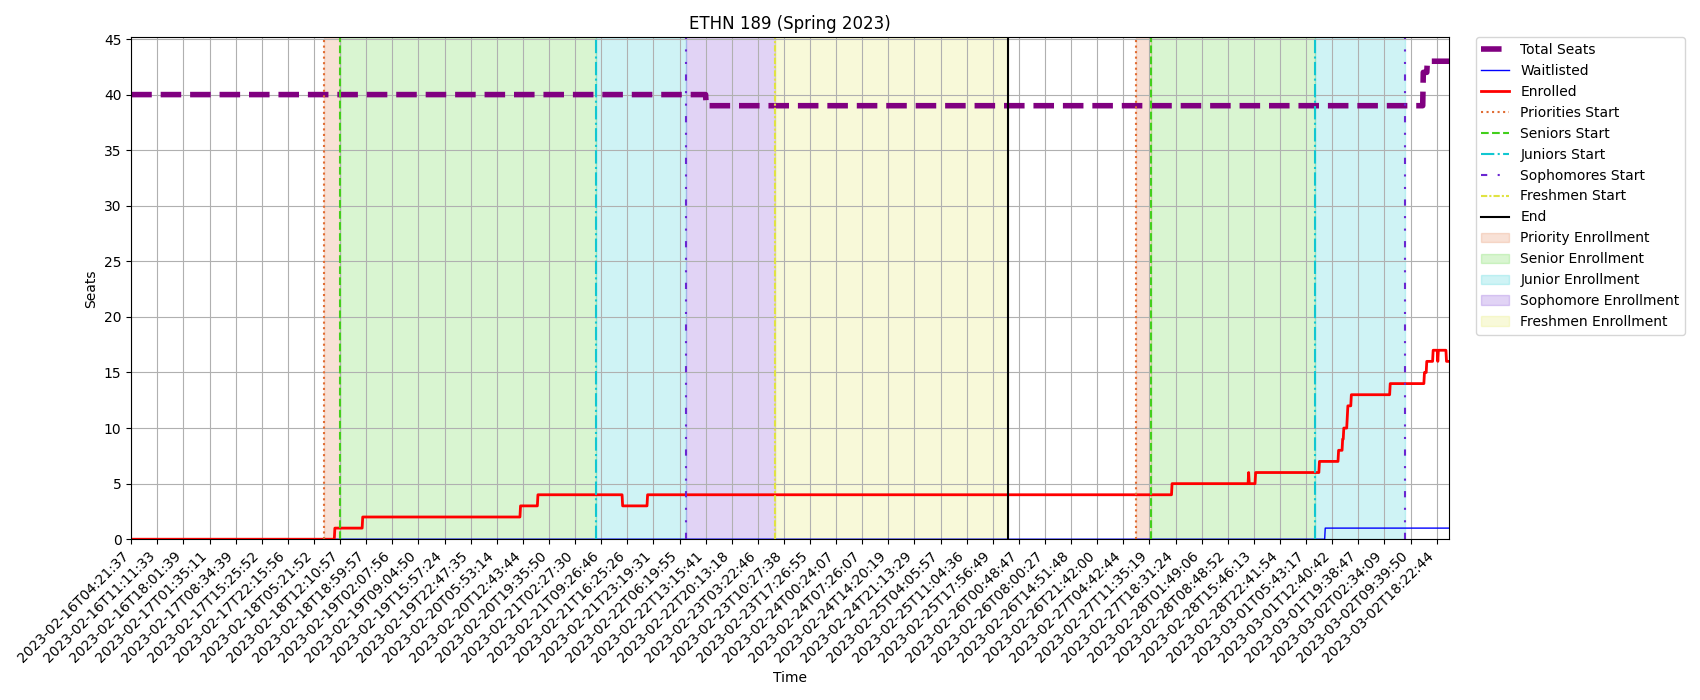 ETHN 189 (Spring 2023)
45
40
35
30
25
20
15
10
5
0
Seats
2023-02-16T04:21:37
2023-02-16T11:11:33
2023-02-16T18:01:39
2023-02-17T01:35:11
2023-02-17T08:34:39
2023-02-17T15:25:52
2023-02-17T22:15:56
2023-02-18T05:21:52
2023-02-18T12:10:57
2023-02-18T18:59:57
2023-02-19T02:07:56
2023-02-19T09:04:50
2023-02-19T15:57:24
2023-02-19T22:47:35
2023-02-20T05:53:14
2023-02-20T12:43:44
2023-02-20T19:35:50
2023-02-21T02:27:30
2023-02-21T09:26:46
2023-02-21T16:25:26
2023-02-21T23:19:31
2023-02-22T06:19:55
2023-02-22T13:15:41
2023-02-22T20:13:18
2023-02-23T03:22:46
2023-02-23T10:27:38
2023-02-23T17:26:55
2023-02-24T00:24:07
2023-02-24T07:26:07
2023-02-24T14:20:19
2023-02-24T21:13:29
2023-02-25T04:05:57
2023-02-25T11:04:36
2023-02-25T17:56:49
2023-02-26T00:48:47
2023-02-26T08:00:27
2023-02-26T14:51:48
2023-02-26T21:42:00
2023-02-27T04:42:44
2023-02-27T11:35:19
2023-02-27T18:31:24
2023-02-28T01:49:06
2023-02-28T08:48:52
2023-02-28T15:46:13
2023-02-28T22:41:54
2023-03-01T05:43:17
2023-03-01T12:40:42
2023-03-01T19:38:47
2023-03-02T02:34:09
2023-03-02T09:39:50
2023-03-02T18:22:44
Time
Total Seats
Waitlisted
Enrolled
Priorities Start
Seniors Start
Juniors Start
Sophomores Start
Freshmen Start
End
Priority Enrollment
Senior Enrollment
Junior Enrollment
Sophomore Enrollment
Freshmen Enrollment